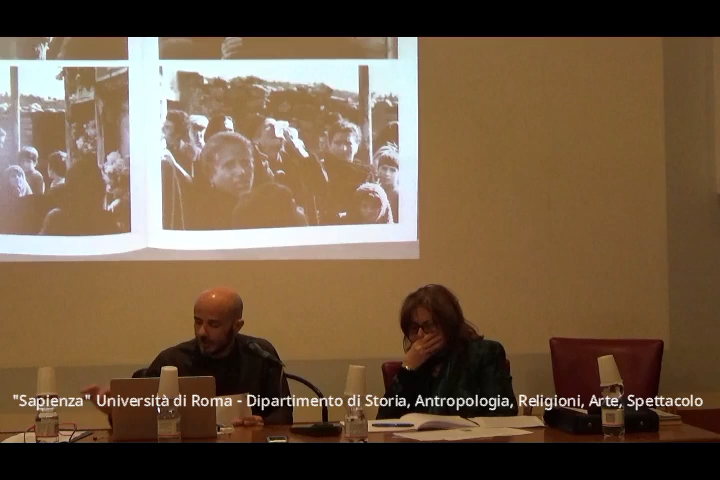 "Sapienza" Università di Roma - Dipartimento di Storia, Antropologia, Religioni, Arte, Spettacolo